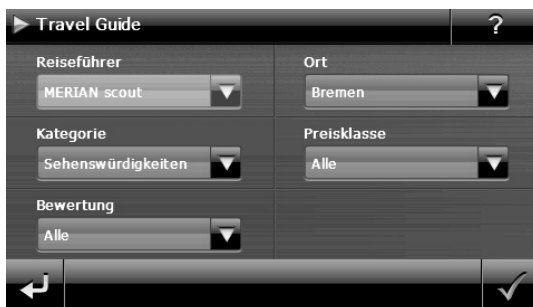 Travel Guide
?
Reiseführer
MERIAN scout
Ort
Bremen
Kategorie
Sehenswürdigkeiten
Preisklasse
Alle
Bewertung
Alle